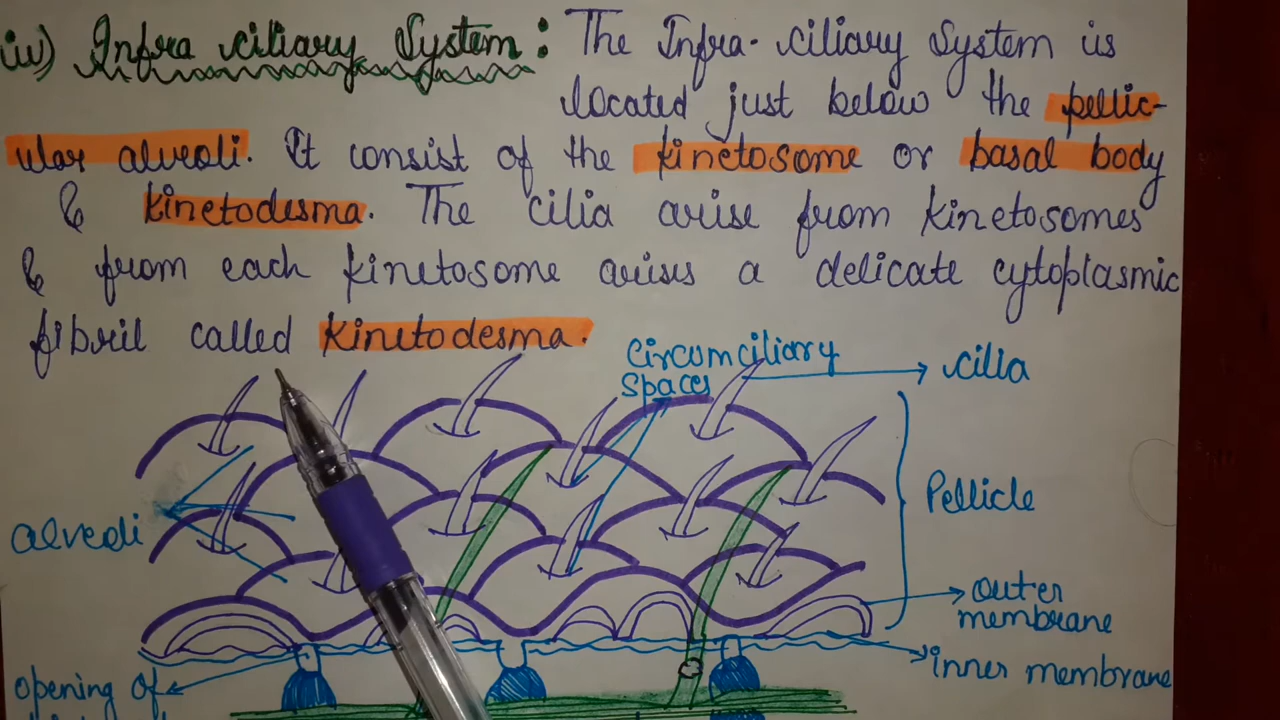 iv) Infra ciliary System: The Infra-ciliary System is
located just below the pellic-
ular alveoli. It consist of the kinetosome or basal body
& kinetodesma. The cilia arise from kinetosomes
& from each kinetosome arises a delicate cytoplasmic
fibril called kinetodesma.
circumciliary
spaces
cilia
alveoli
Pellicle
outer
membrane
inner membrane
opening of